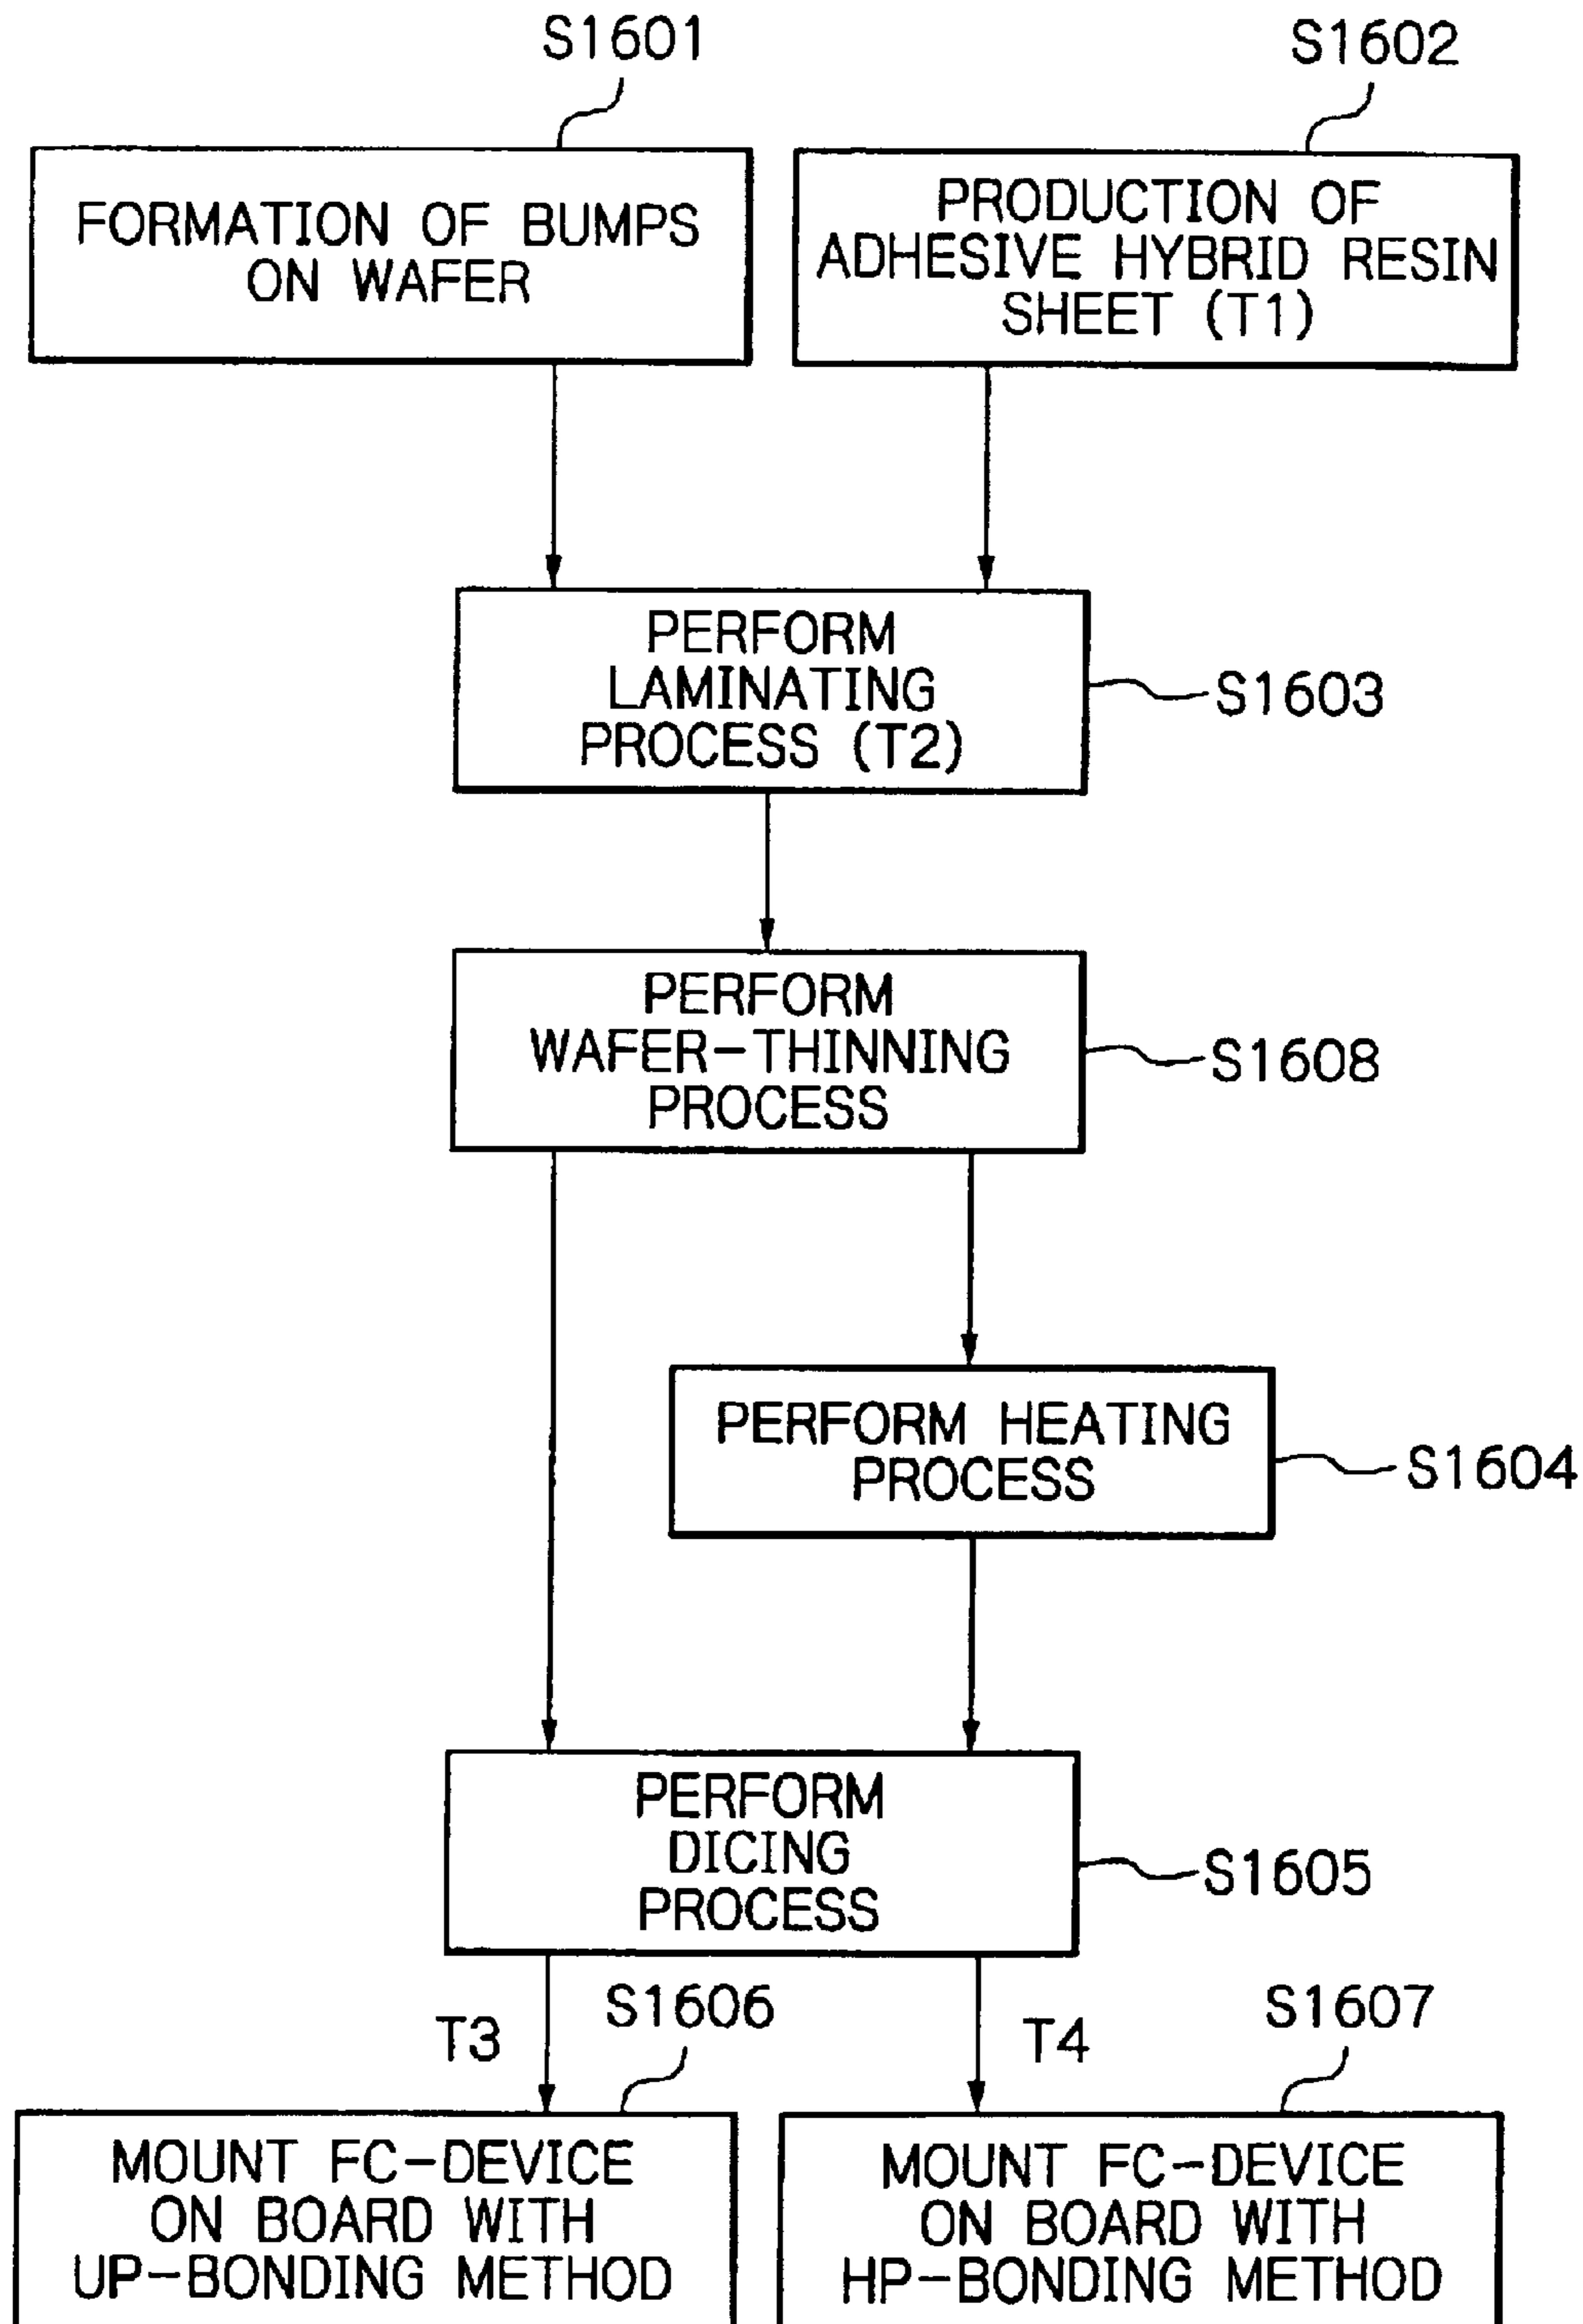 S1601
S1602
FORMATION OF BUMPS
ON WAFER
PRODUCTION OF
ADHESIVE HYBRID RESIN
SHEET (T1)
PERFORM
LAMINATING
PROCESS (T2)
S1603
PERFORM
WAFER-THINNING
PROCESS
S1608
PERFORM HEATING
PROCESS
S1604
PERFORM
DICING
PROCESS
S1605
T3
S1606
T4
S1607
MOUNT FC-DEVICE
ON BOARD WITH
UP-BONDING METHOD
MOUNT FC-DEVICE
ON BOARD WITH
HP-BONDING METHOD